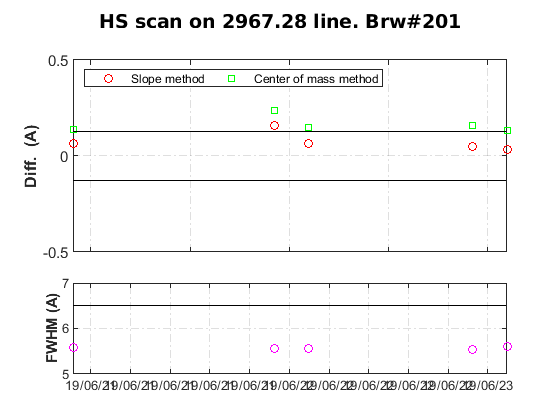 HS scan on 2967.28 line. Brw#201
0.5
Slope method
Center of mass method
0
-0.5
Diff. (A)
7
6
5
FWHM (A)
19/06/23